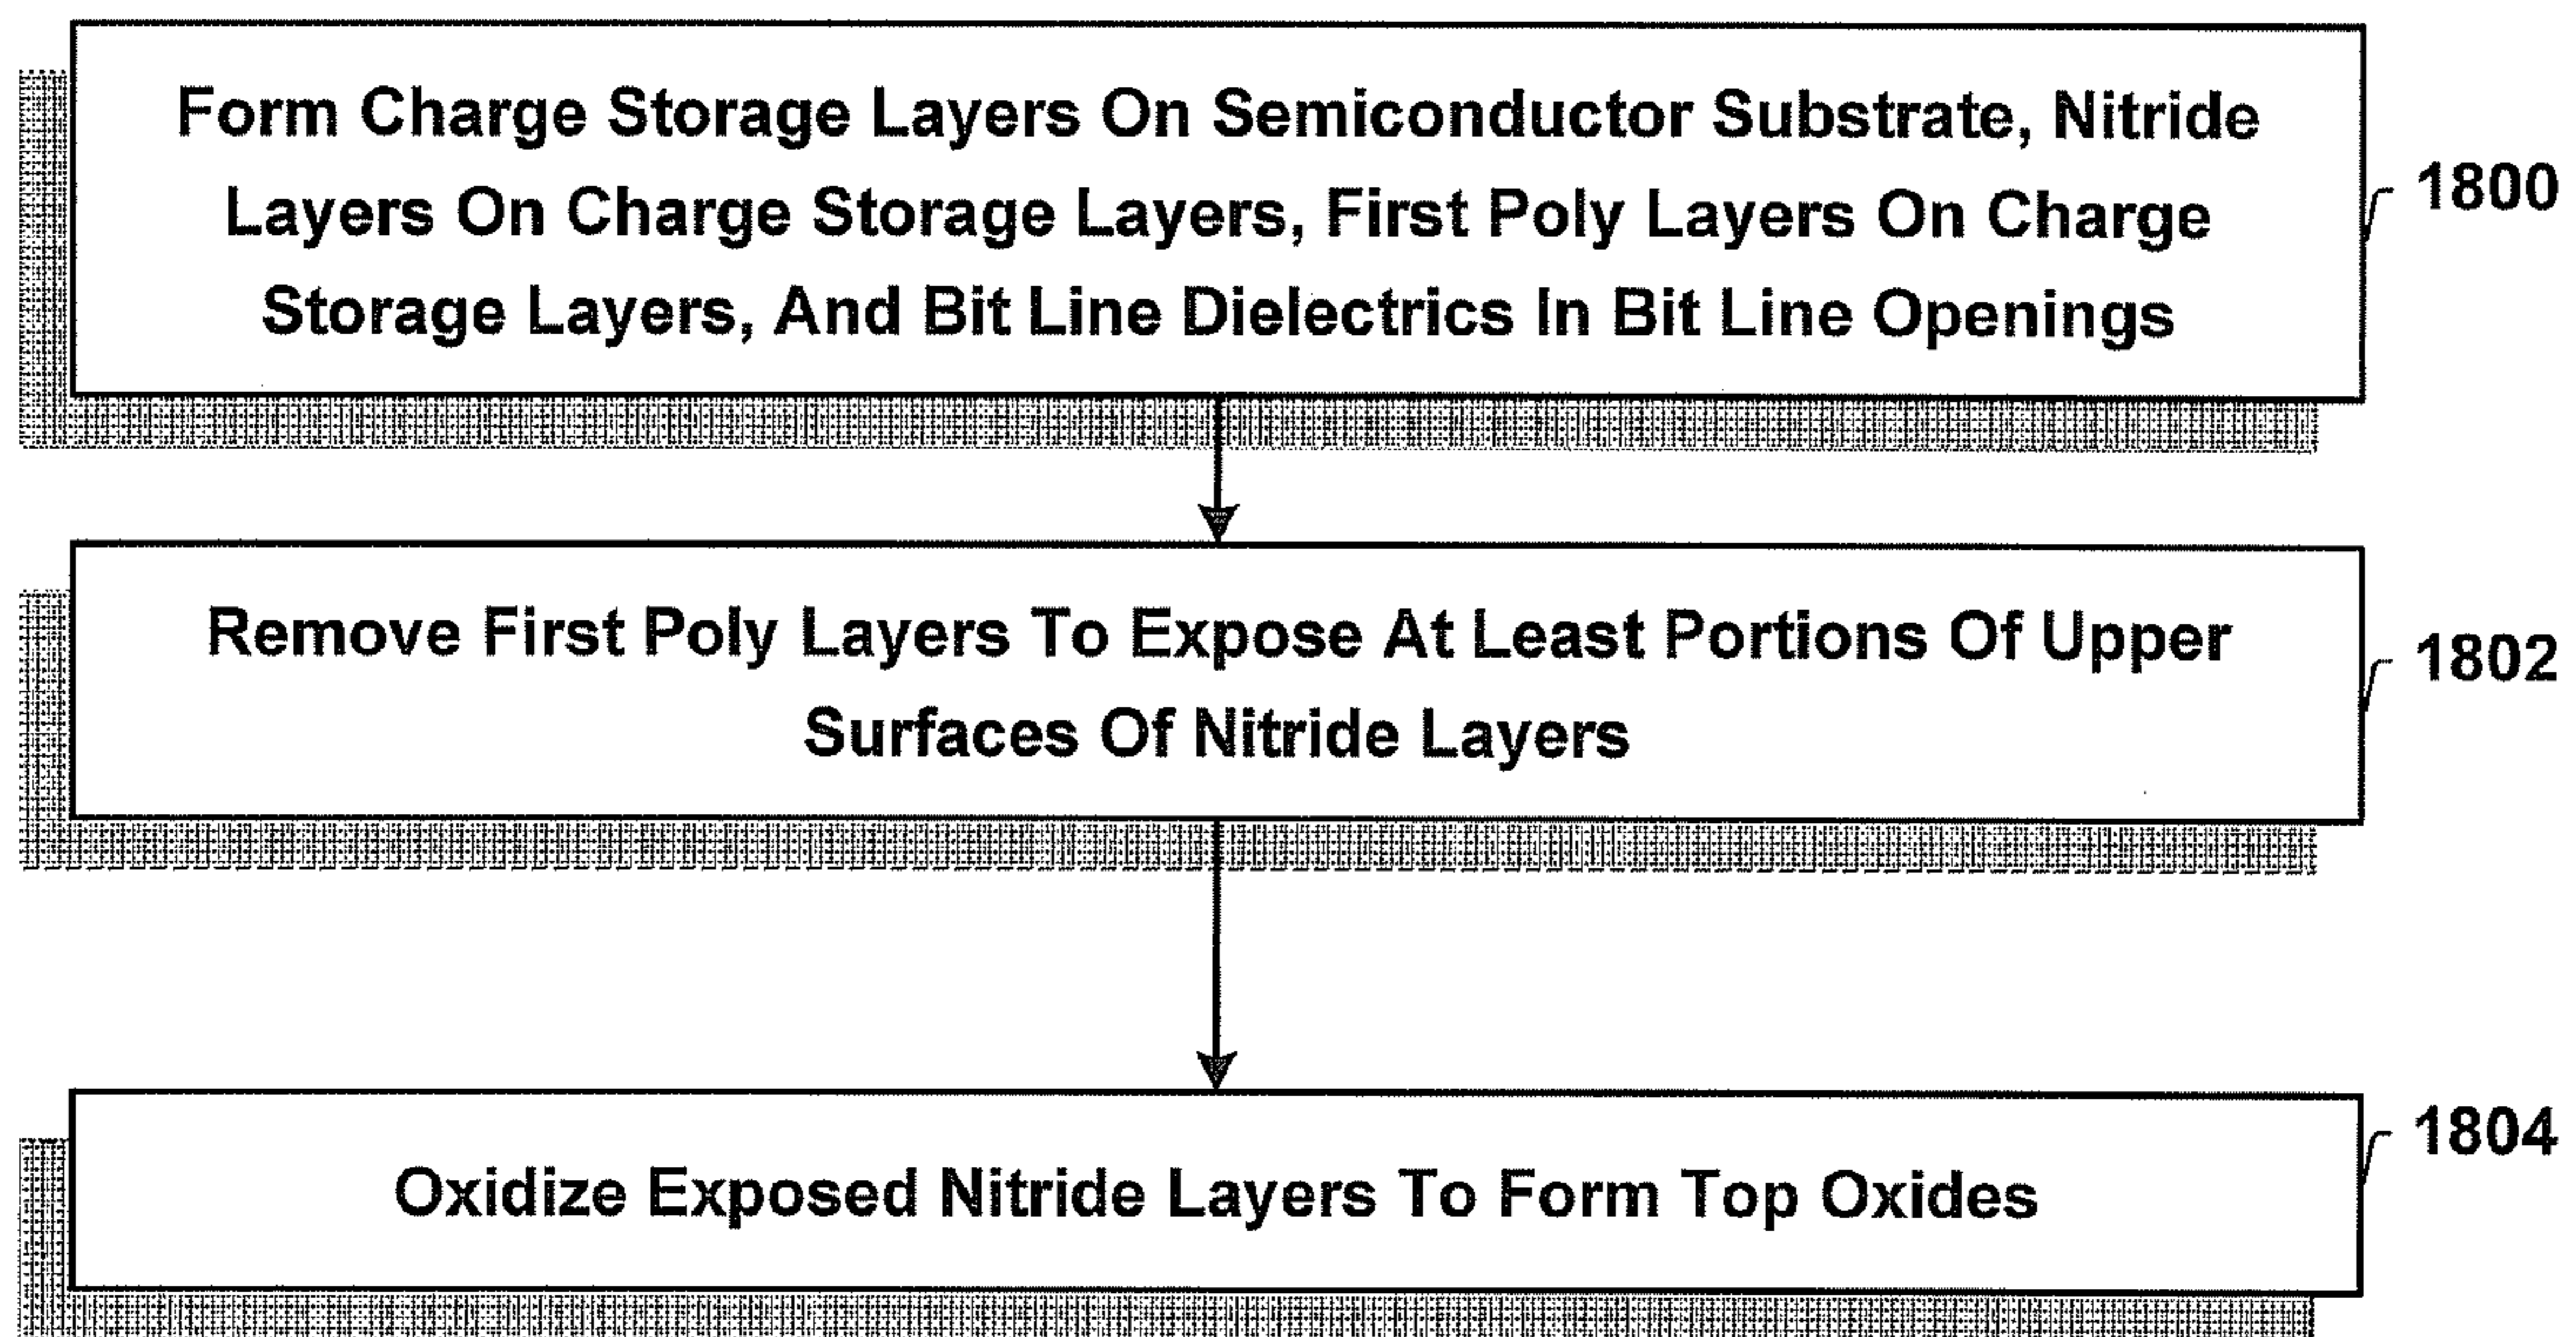 Form Charge Storage Layers On Semiconductor Substrate, Nitride
Layers On Charge Storage Layers, First Poly Layers On Charge
Storage Layers, And Bit Line Dielectrics In Bit Line Openings
1800
Remove First Poly Layers To Expose At Least Portions Of Upper
Surfaces Of Nitride Layers
1802
Oxidize Exposed Nitride Layers To Form Top Oxides
1804